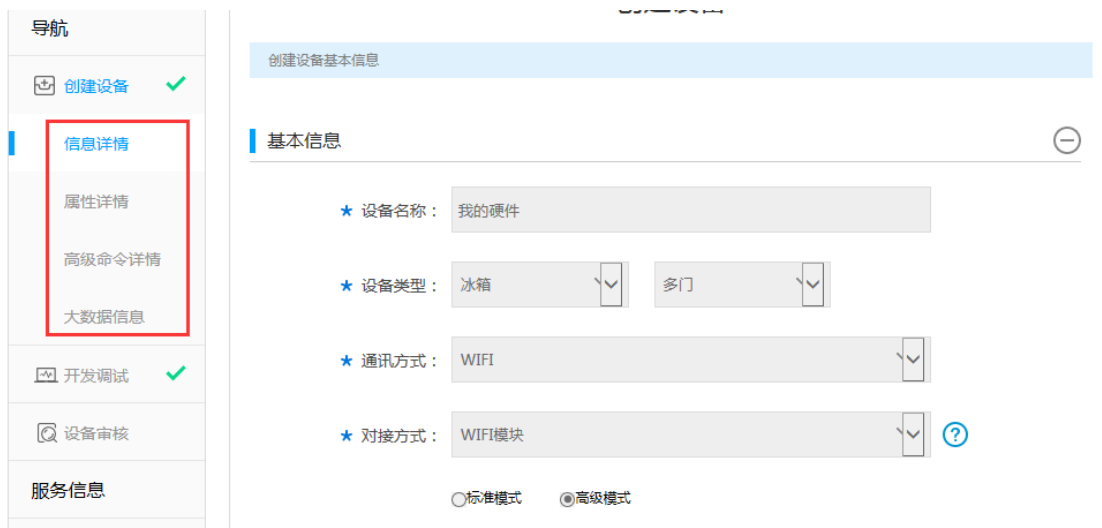 导航
创建设备
信息详情
属性详情
高级命令详情
大数据信息
开发调试
设备审核
服务信息
创建设备基本信息
基本信息
★ 设备名称： 我的硬件
★ 设备类型： 冰箱 多门
★ 通讯方式： WIFI
★ 对接方式： WIFI模块 ?
标准模式 高级模式